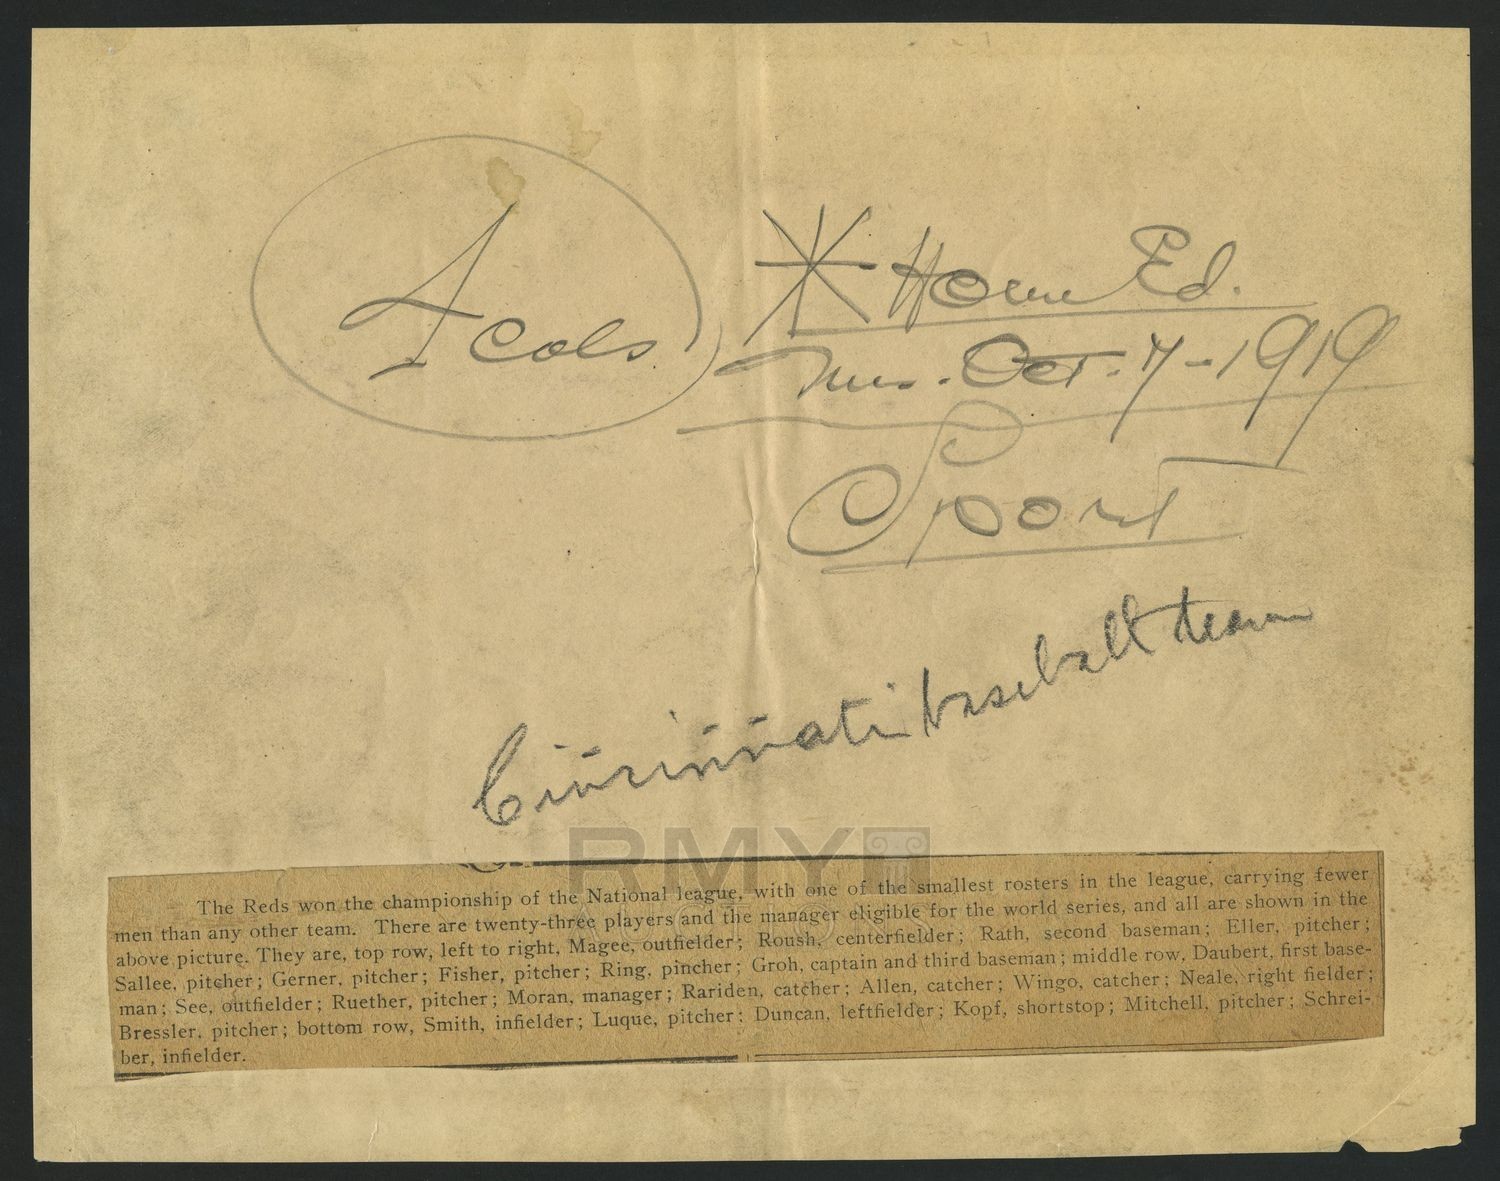 4 cols
* Home Ed.
Tues. Oct. 7-1919
Sport
Cincinnati baseball team
RMY
The Reds won the championship of the National league, with one of the smallest rosters in the league, carrying fewer
men than any other team. There are twenty-three players and the manager eligible for the world series, and all are shown in the
above picture. They are, top row, left to right, Magee, outfielder; Roush, centerfielder; Rath, second baseman; Eller, pitcher;
Sallee, pitcher; Gerner, pitcher; Fisher, pitcher; Ring, pincher; Groh, captain and third baseman; middle row, Daubert, first base-
man; See, outfielder; Ruether, pitcher; Moran, manager; Rariden, catcher; Allen, catcher; Wingo, catcher; Neale, right fielder;
Bressler, pitcher; bottom row, Smith, infielder; Luque, pitcher; Duncan, leftfielder; Kopf, shortstop; Mitchell, pitcher; Schrei-
ber, infielder.